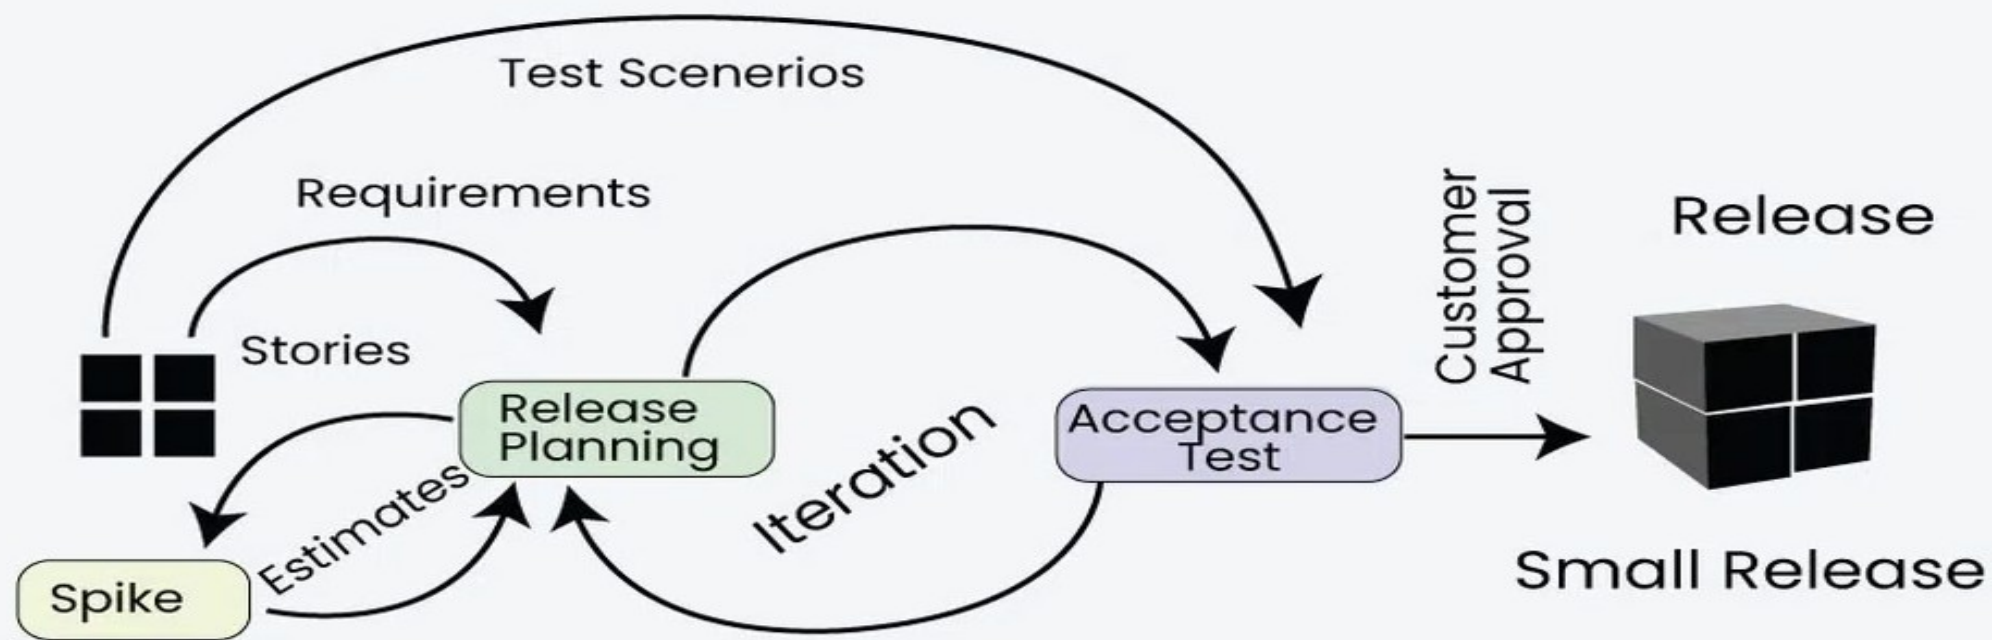 Test Scenerios
Requirements
Stories
Release
Planning
Estimates
Spike
Iteration
Acceptance
Test
Customer
Approval
Release
Small Release